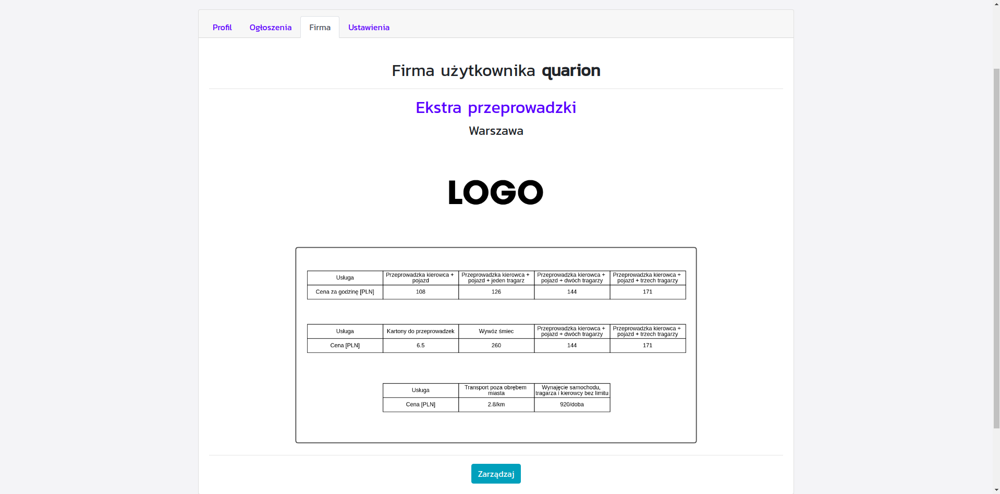 Profil Ogłoszenia Firma Ustawienia
Firma użytkownika quarion
Ekstra przeprowadzki
Warszawa
LOGO
Usługa
Przeprowadzka kierowca +
pojazd
Przeprowadzka kierowca +
pojazd + jeden tragarz
Przeprowadzka kierowca +
pojazd + dwóch tragarzy
Przeprowadzka kierowca +
pojazd + trzech tragarzy
Cena za godzinę [PLN] 108 126 144 171
Usługa
Kartony do przeprowadzek
Wywóz śmiec
Przeprowadzka kierowca +
pojazd + dwóch tragarzy
Przeprowadzka kierowca +
pojazd + trzech tragarzy
Cena [PLN] 6.5 260 144 171
Usługa
Transport poza obrębem
miasta
Wynajęcie samochodu,
tragarza i kierowcy bez limitu
Cena [PLN] 2.8/km 920/doba
Zarządzaj